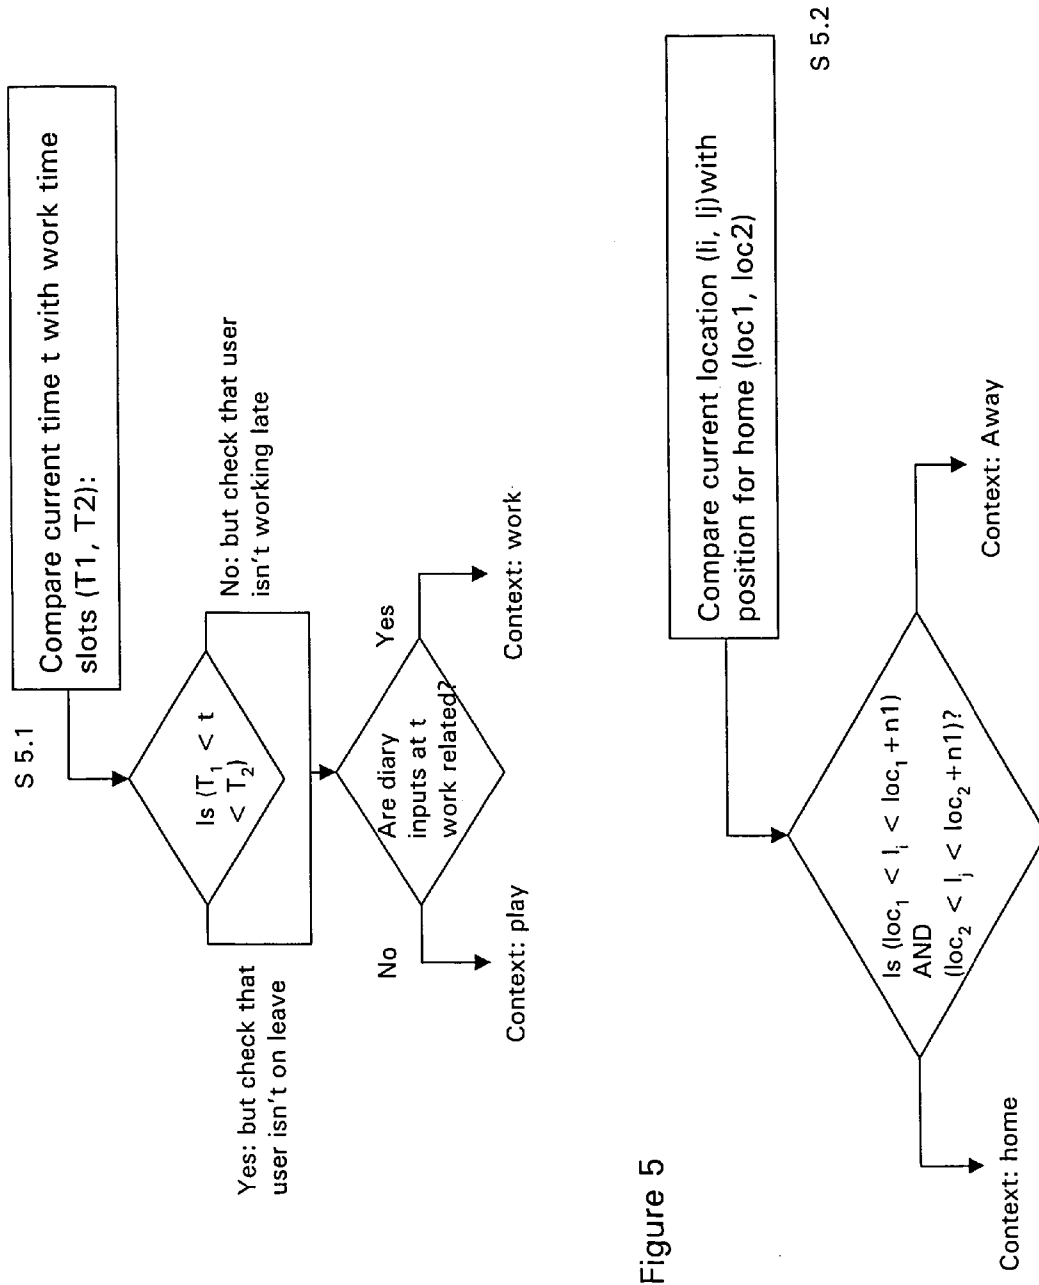 S 5.1
Compare current time t with work time
slots (T1, T2):
Is (T₁ < t
< T₂)
Yes: but check that
user isn't on leave
No: but check that user
isn't working late
Are diary
inputs at t
work related?
No
Yes
Context: play
Context: work
Figure 5
Compare current location (li, lj)with
position for home (loc1, loc2)
S 5.2
Is (loc₁ < lᵢ < loc₁+n1)
AND
(loc₂ < lⱼ < loc₂+n1)?
Context: home
Context: Away